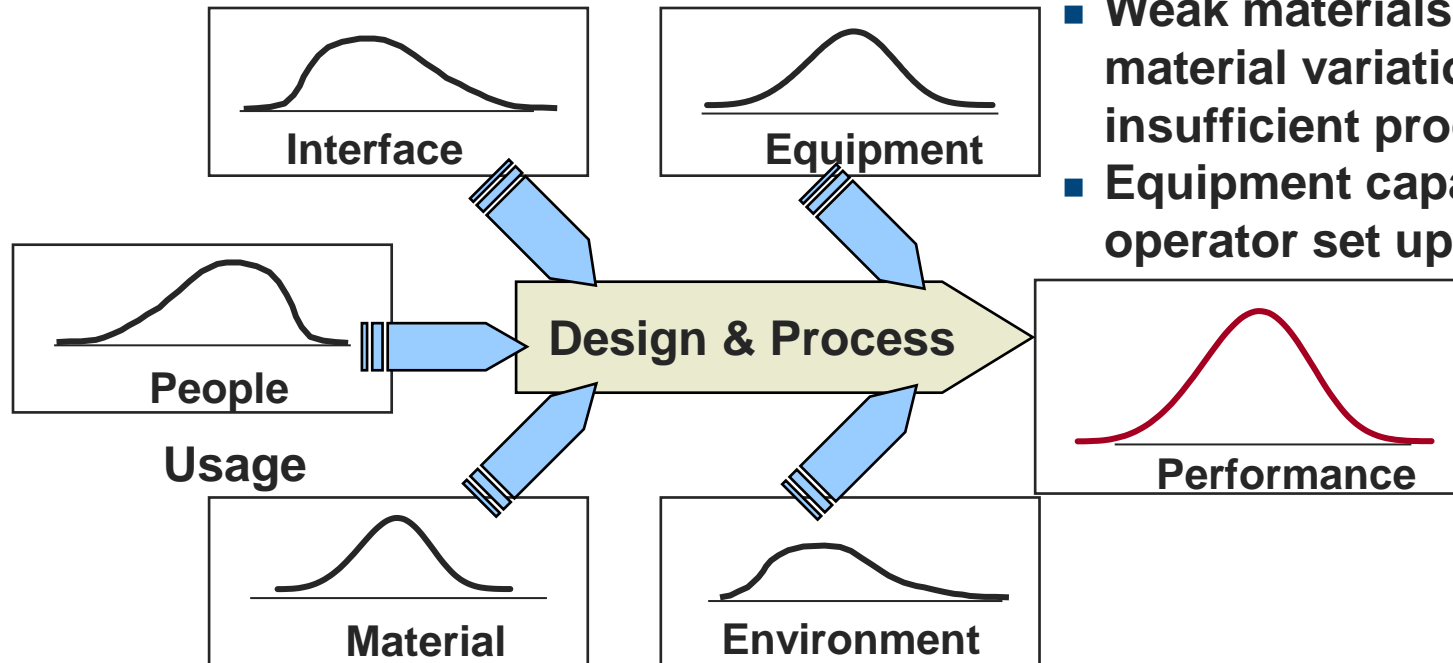 Weak materials
material variatio
insufficient pro
Equipment capa
operator set up
Interface
Equipment
People
Design & Process
Usage
Performance
Material
Environment